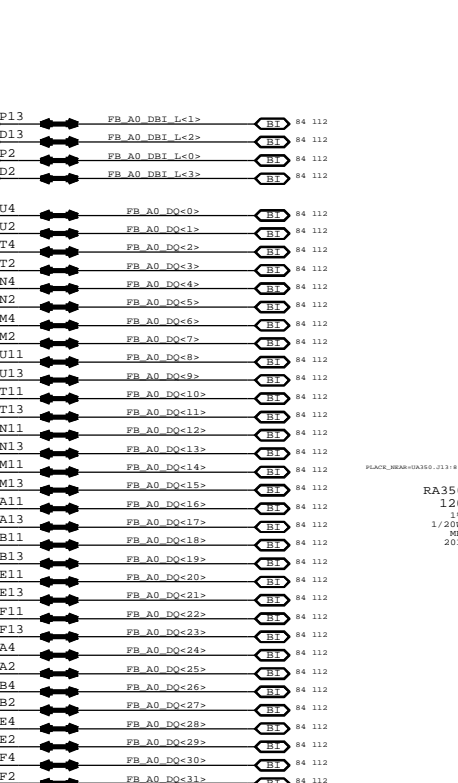 P13 FB_A0_DBI_L<1> BI 84 112
D13 FB_A0_DBI_L<2> BI 84 112
P2 FB_A0_DBI_L<0> BI 84 112
D2 FB_A0_DBI_L<3> BI 84 112
U4 FB_A0_DQ<0> BI 84 112
U2 FB_A0_DQ<1> BI 84 112
T4 FB_A0_DQ<2> BI 84 112
T2 FB_A0_DQ<3> BI 84 112
N4 FB_A0_DQ<4> BI 84 112
N2 FB_A0_DQ<5> BI 84 112
M4 FB_A0_DQ<6> BI 84 112
M2 FB_A0_DQ<7> BI 84 112
U11 FB_A0_DQ<8> BI 84 112
U13 FB_A0_DQ<9> BI 84 112
T11 FB_A0_DQ<10> BI 84 112
T13 FB_A0_DQ<11> BI 84 112
N11 FB_A0_DQ<12> BI 84 112
N13 FB_A0_DQ<13> BI 84 112
M11 FB_A0_DQ<14> BI 84 112
M13 FB_A0_DQ<15> BI 84 112
A11 FB_A0_DQ<16> BI 84 112
A13 FB_A0_DQ<17> BI 84 112
B11 FB_A0_DQ<18> BI 84 112
B13 FB_A0_DQ<19> BI 84 112
E11 FB_A0_DQ<20> BI 84 112
E13 FB_A0_DQ<21> BI 84 112
F11 FB_A0_DQ<22> BI 84 112
F13 FB_A0_DQ<23> BI 84 112
A4 FB_A0_DQ<24> BI 84 112
A2 FB_A0_DQ<25> BI 84 112
B4 FB_A0_DQ<26> BI 84 112
B2 FB_A0_DQ<27> BI 84 112
E4 FB_A0_DQ<28> BI 84 112
E2 FB_A0_DQ<29> BI 84 112
F4 FB_A0_DQ<30> BI 84 112
F2 FB_A0_DQ<31> BI 84 112
PLACE_NEAR=UA350.J13:8
RA35
12
1
1/20
M
20